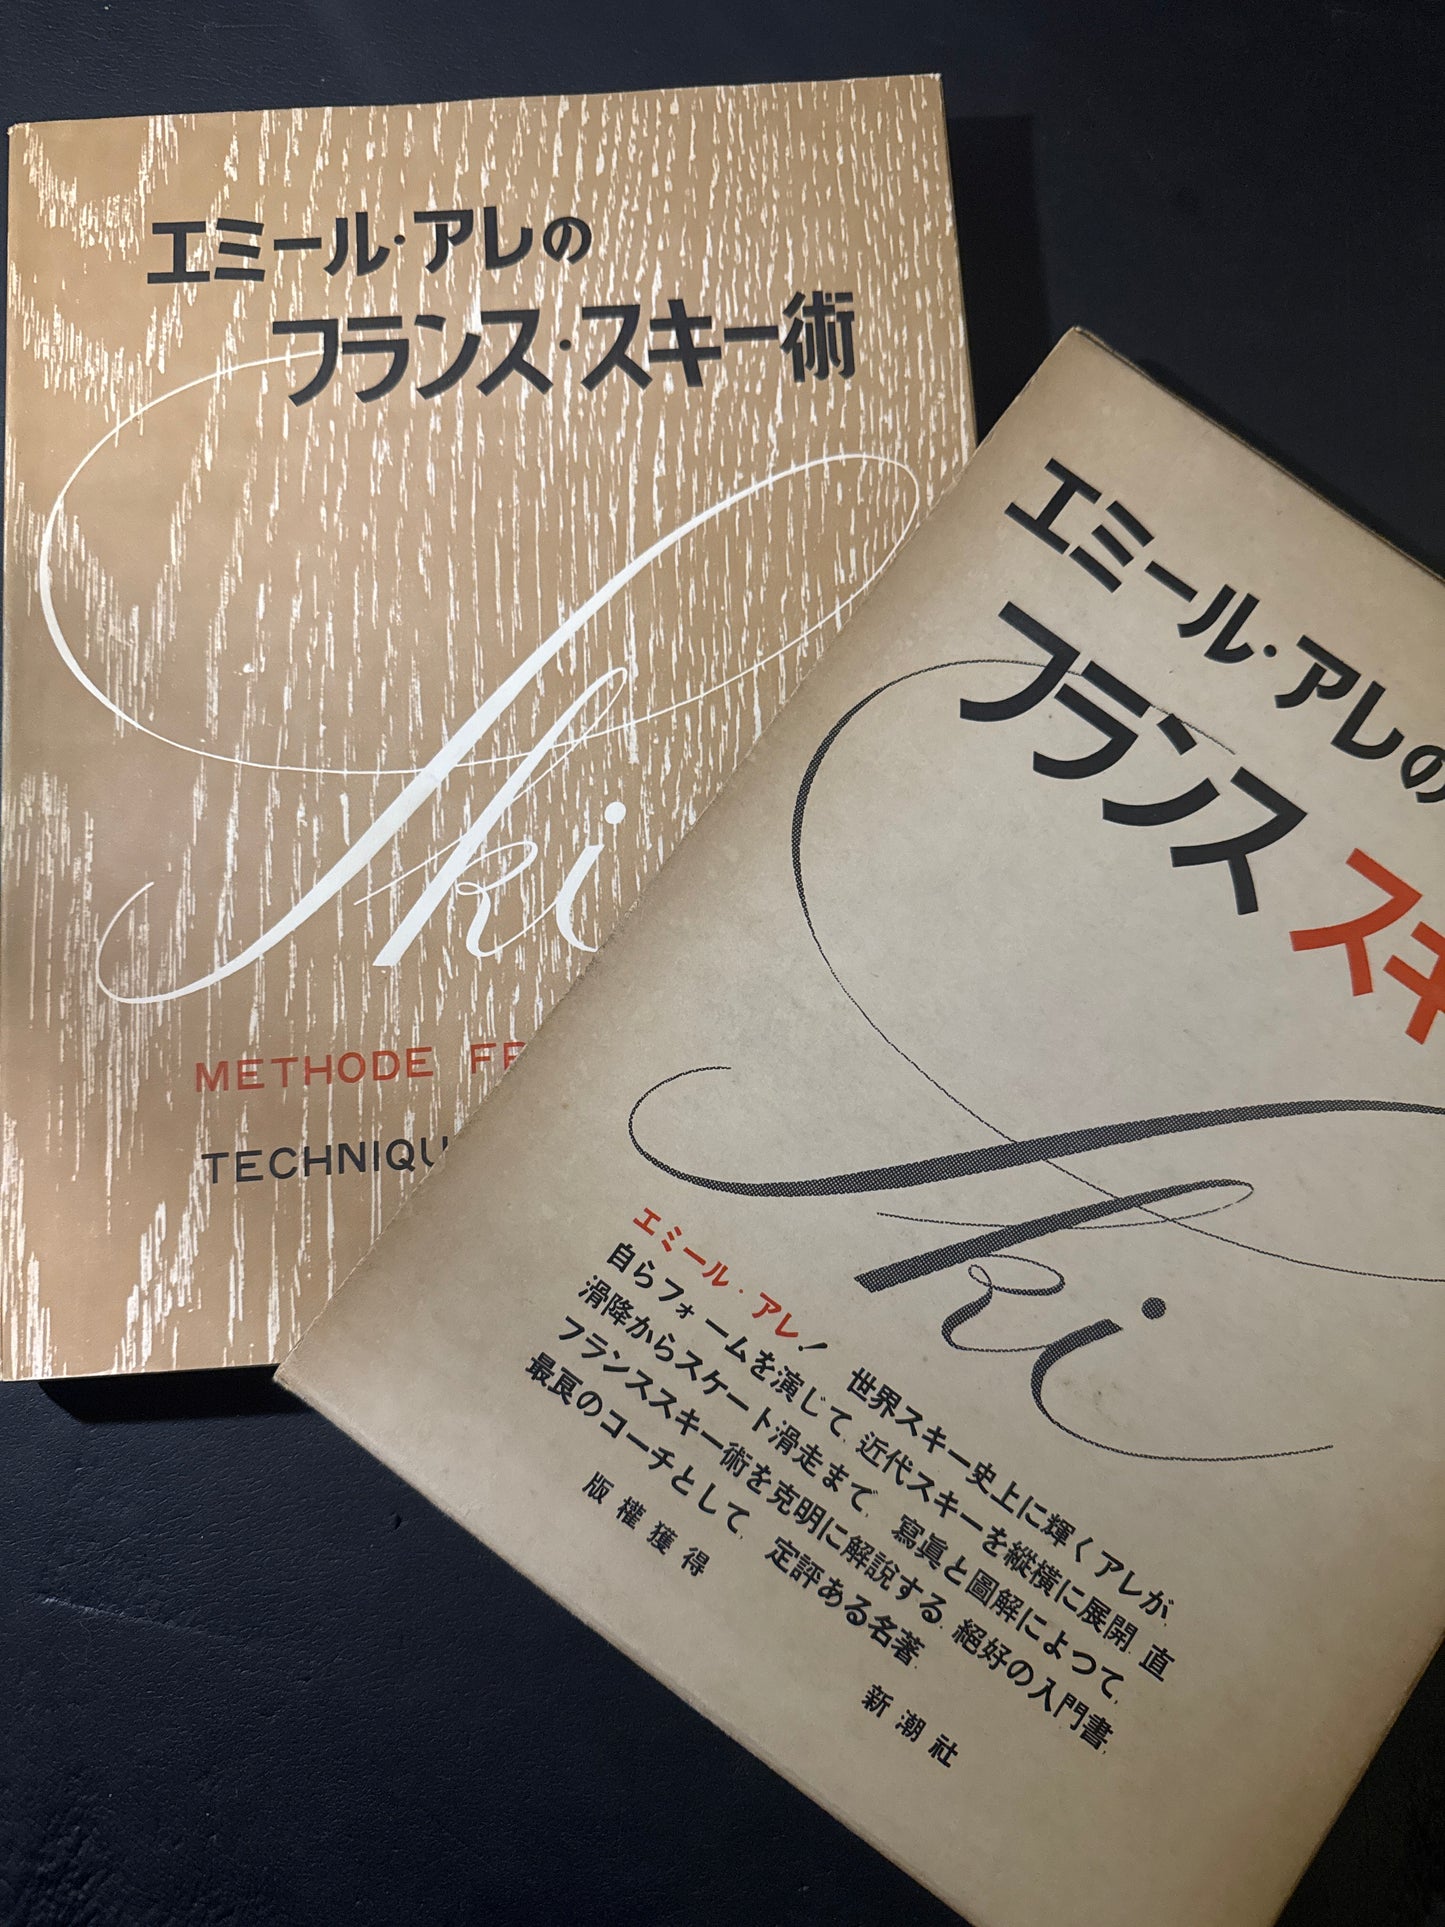 エミール・アレの
フランス・スキー術
Ski
METHODE FR
TECHNIQU
エミール・アレの
フランス スキ
Ski
エミール・アレ! 世界スキー史上に輝くアレが,
自らフォームを演じて, 近代スキーを縦横に展開. 直
滑降からスケート滑走まで, 寫眞と圖解によつて,
フランススキー術を克明に解説する. 絕好の入門書,
最良のコーチとして, 定評ある名著.
版權獲得
新潮社